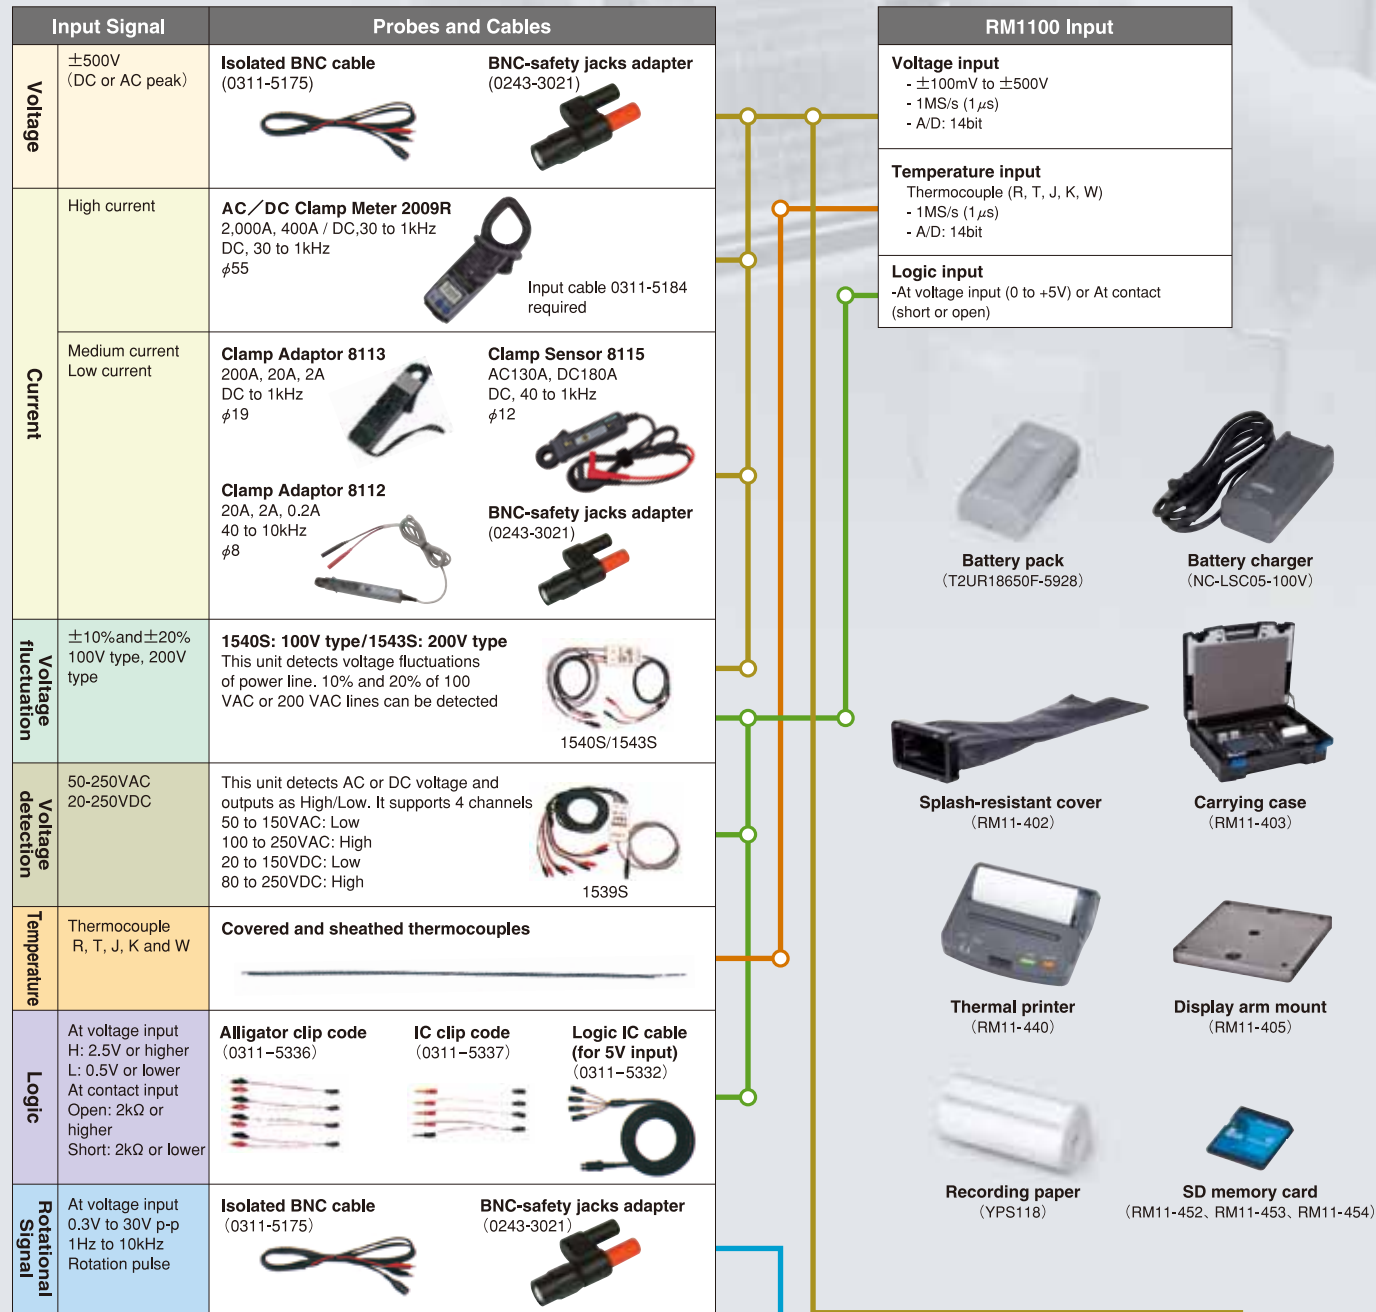 Input Signal
Probes and Cables
Voltage
±500V
(DC or AC peak)
Isolated BNC cable
(0311-5175)
BNC-safety jacks adapter
(0243-3021)
Current
High current
AC/DC Clamp Meter 2009R
2,000A, 400A / DC,30 to 1kHz
DC, 30 to 1kHz
φ55
Input cable 0311-5184
required
Medium current
Low current
Clamp Adaptor 8113
200A, 20A, 2A
DC to 1kHz
φ19
Clamp Sensor 8115
AC130A, DC180A
DC, 40 to 1kHz
φ12
Clamp Adaptor 8112
20A, 2A, 0.2A
40 to 10kHz
φ8
BNC-safety jacks adapter
(0243-3021)
Voltage
fluctuation
±10%and±20%
100V type, 200V
type
1540S: 100V type/1543S: 200V type
This unit detects voltage fluctuations
of power line. 10% and 20% of 100
VAC or 200 VAC lines can be detected
1540S/1543S
Voltage
detection
50-250VAC
20-250VDC
This unit detects AC or DC voltage and
outputs as High/Low. It supports 4 channels
50 to 150VAC: Low
100 to 250VAC: High
20 to 150VDC: Low
80 to 250VDC: High
1539S
Temperature
Thermocouple
R, T, J, K and W
Covered and sheathed thermocouples
Logic
At voltage input
H: 2.5V or higher
L: 0.5V or lower
At contact input
Open: 2kΩ or
higher
Short: 2kΩ or lower
Alligator clip code
(0311-5336)
IC clip code
(0311-5337)
Logic IC cable
(for 5V input)
(0311-5332)
Rotational
Signal
At voltage input
0.3V to 30V p-p
1Hz to 10kHz
Rotation pulse
Isolated BNC cable
(0311-5175)
BNC-safety jacks adapter
(0243-3021)
RM1100 Input
Voltage input
- ±100mV to ±500V
- 1MS/s (1μs)
- A/D: 14bit
Temperature input
Thermocouple (R, T, J, K, W)
- 1MS/s (1μs)
- A/D: 14bit
Logic input
-At voltage input (0 to +5V) or At contact
(short or open)
Battery pack
(T2UR18650F-5928)
Battery charger
(NC-LSC05-100V)
Splash-resistant cover
(RM11-402)
Carrying case
(RM11-403)
Thermal printer
(RM11-440)
Display arm mount
(RM11-405)
Recording paper
(YPS118)
SD memory card
(RM11-452、RM11-453、RM11-454)